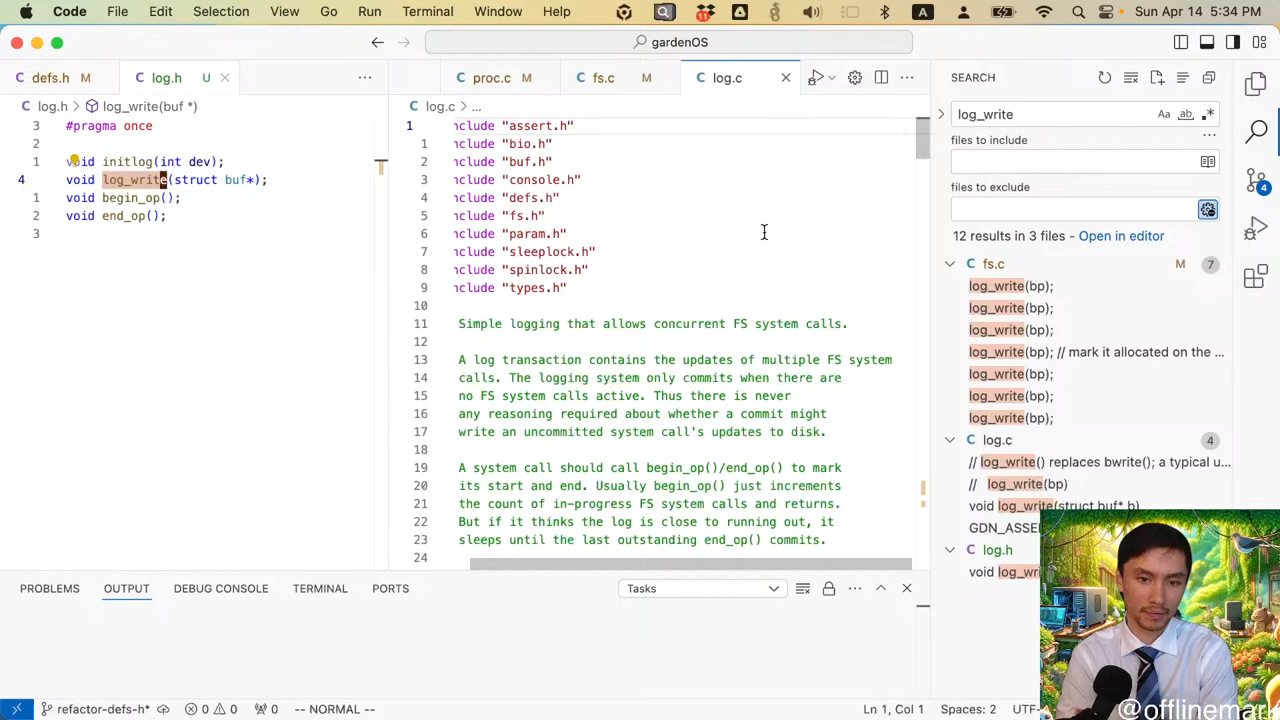 Code File Edit Selection View Go Run Terminal Window Help Sun Apr 14 5:34 PM
gardenOS
defs.h M log.h U
log.h > log_write(buf *)
3 #pragma once
2
1 void initlog(int dev);
4 void log_write(struct buf*);
1 void begin_op();
2 void end_op();
3
proc.c M fs.c M log.c
log.c > ...
1 nclude "assert.h"
1 nclude "bio.h"
2 nclude "buf.h"
3 nclude "console.h"
4 nclude "defs.h"
5 nclude "fs.h"
6 nclude "param.h"
7 nclude "sleeplock.h"
8 nclude "spinlock.h"
9 nclude "types.h"
10
11 Simple logging that allows concurrent FS system calls.
12
13 A log transaction contains the updates of multiple FS system
14 calls. The logging system only commits when there are
15 no FS system calls active. Thus there is never
16 any reasoning required about whether a commit might
17 write an uncommitted system call's updates to disk.
18
19 A system call should call begin_op()/end_op() to mark
20 its start and end. Usually begin_op() just increments
21 the count of in-progress FS system calls and returns.
22 But if it thinks the log is close to running out, it
23 sleeps until the last outstanding end_op() commits.
24
SEARCH
log_write
Aa ab .*
files to include
files to exclude
12 results in 3 files - Open in editor
fs.c M 7
log_write(bp);
log_write(bp);
log_write(bp);
log_write(bp); // mark it allocated on the ...
log_write(bp);
log_write(bp);
log_write(bp);
log.c 4
// log_write() replaces bwrite(); a typical u...
// log_write(bp)
void log_write(struct buf* b)
GDN_ASSE
log.h
void log_wri
4
PROBLEMS OUTPUT DEBUG CONSOLE TERMINAL PORTS Tasks
refactor-defs-h* 0 0 0 -- NORMAL -- Ln 1, Col 1 Spaces: 2 UTF-
@offlinemark